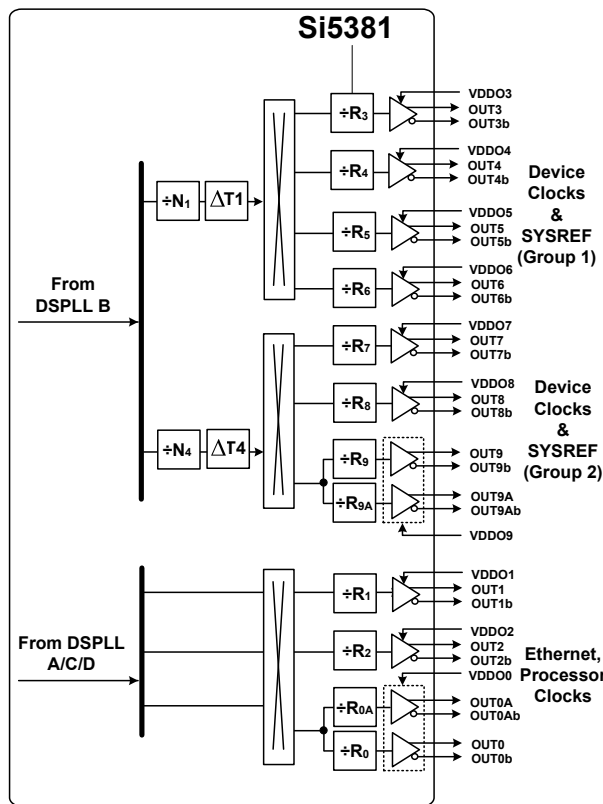 Si5381
÷R3
VDDO3
OUT3
OUT3b
÷R4
VDDO4
OUT4
OUT4b
÷N1
ΔT1
÷R5
VDDO5
OUT5
OUT5b
÷R6
VDDO6
OUT6
OUT6b
Device
Clocks
&
SYSREF
(Group 1)
From
DSPLL B
÷R7
VDDO7
OUT7
OUT7b
÷R8
VDDO8
OUT8
OUT8b
÷N4
ΔT4
÷R9
OUT9
OUT9b
÷R9A
OUT9A
OUT9Ab
VDDO9
Device
Clocks
&
SYSREF
(Group 2)
÷R1
VDDO1
OUT1
OUT1b
From DSPLL
A/C/D
÷R2
VDDO2
OUT2
OUT2b
VDDO0
÷R0A
OUT0A
OUT0Ab
÷R0
OUT0
OUT0b
Ethernet,
Processor
Clocks